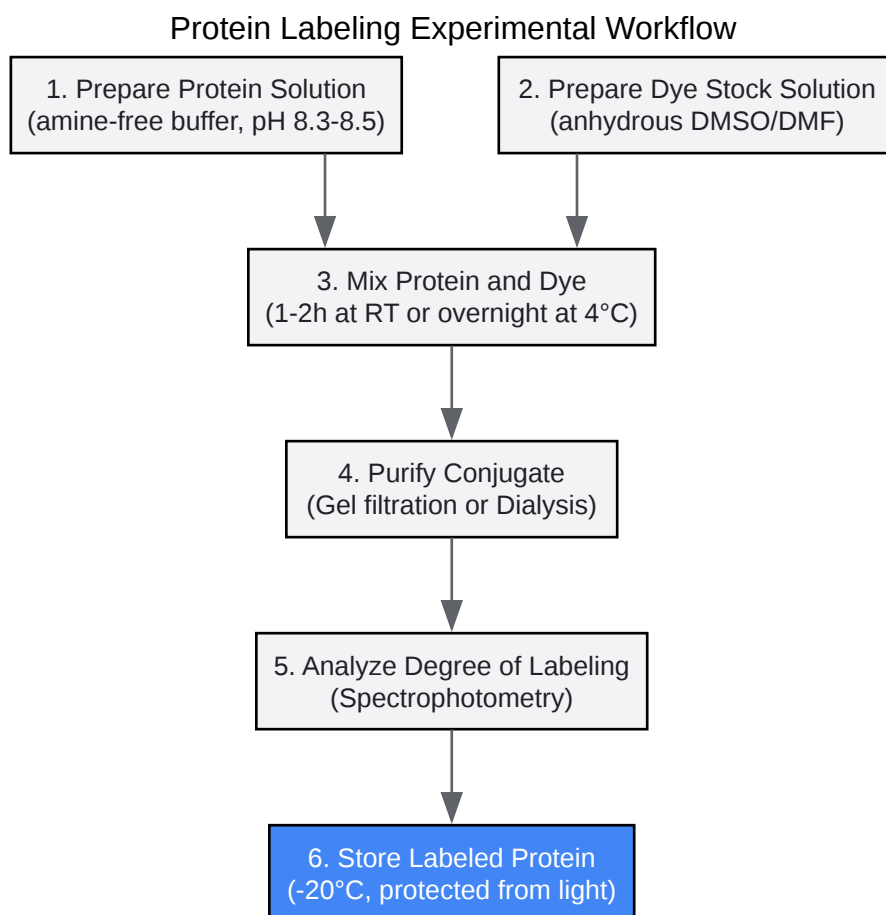 Protein Labeling Experimental Workflow
1. Prepare Protein Solution
(amine-free buffer, pH 8.3-8.5)
2. Prepare Dye Stock Solution
(anhydrous DMSO/DMF)
3. Mix Protein and Dye
(1-2h at RT or overnight at 4°C)
4. Purify Conjugate
(Gel filtration or Dialysis)
5. Analyze Degree of Labeling
(Spectrophotometry)
6. Store Labeled Protein
(-20°C, protected from light)